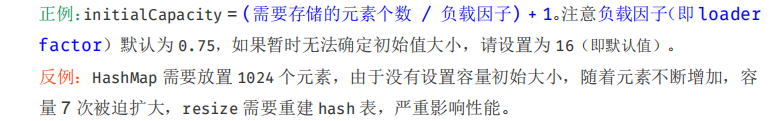 正例：initialCapacity = (需要存储的元素个数 / 负载因子) + 1。注意负载因子（即 loader
factor）默认为 0.75，如果暂时无法确定初始值大小，请设置为 16（即默认值）。
反例：HashMap 需要放置 1024 个元素，由于没有设置容量初始大小，随着元素不断增加，容
量 7 次被迫扩大，resize 需要重建 hash 表，严重影响性能。